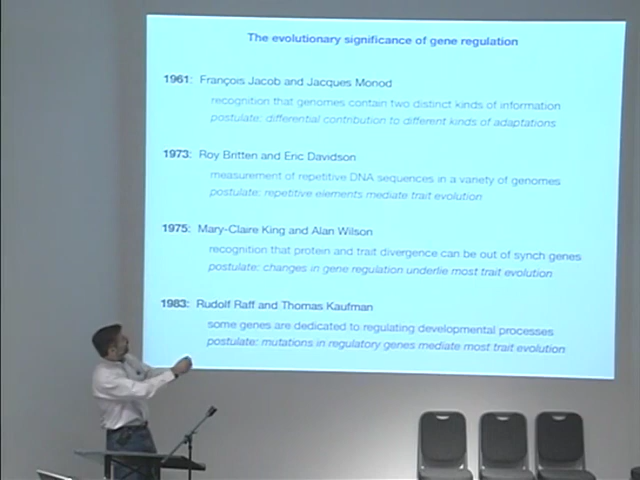 The evolutionary significance of gene regulation
1961: François Jacob and Jacques Monod
recognition that genomes contain two distinct kinds of information
postulate: differential contribution to different kinds of adaptations
1973: Roy Britten and Eric Davidson
measurement of repetitive DNA sequences in a variety of genomes
postulate: repetitive elements mediate trait evolution
1975: Mary-Claire King and Alan Wilson
recognition that protein and trait divergence can be out of synch genes
postulate: changes in gene regulation underlie most trait evolution
1983: Rudolf Raff and Thomas Kaufman
some genes are dedicated to regulating developmental processes
postulate: mutations in regulatory genes mediate most trait evolution